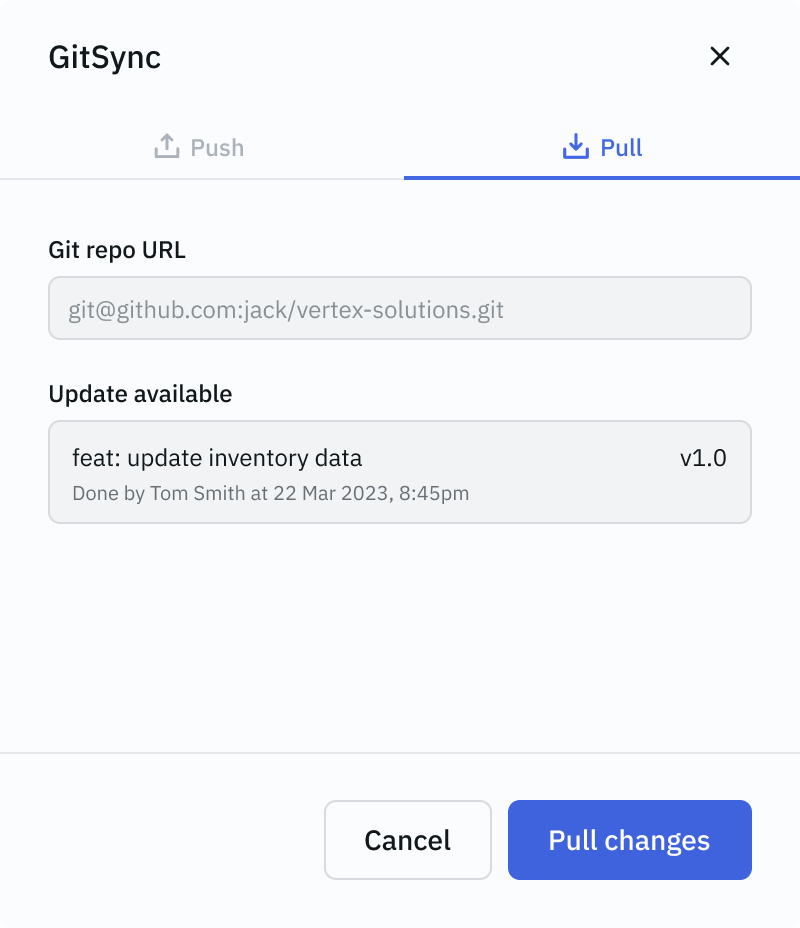 GitSync
Push
Pull
Git repo URL
git@github.com:jack/vertex-solutions.git
Update available
feat: update inventory data
v1.0
Done by Tom Smith at 22 Mar 2023, 8:45pm
Cancel
Pull changes